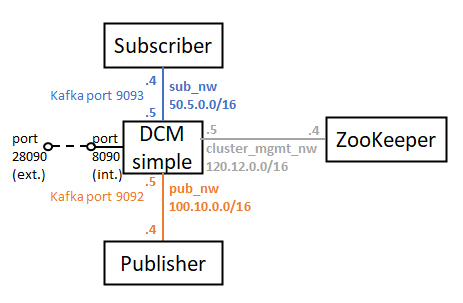 Subscriber
.4
sub_nw
Kafka port 9093
50.5.0.0/16
.5
DCM
simple
.5
.4
ZooKeeper
cluster_mgmt_nw
120.12.0.0/16
port
28090
(ext.)
port
8090
(int.)
.5
pub_nw
Kafka port 9092
100.10.0.0/16
.4
Publisher